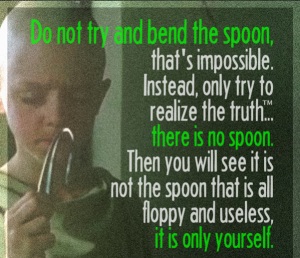 Do not try and bend the spoon,
that's impossible.
Instead, only try to
realize the truth™...
there is no spoon.
Then you will see it is
not the spoon that is all
floppy and useless,
it is only yourself.